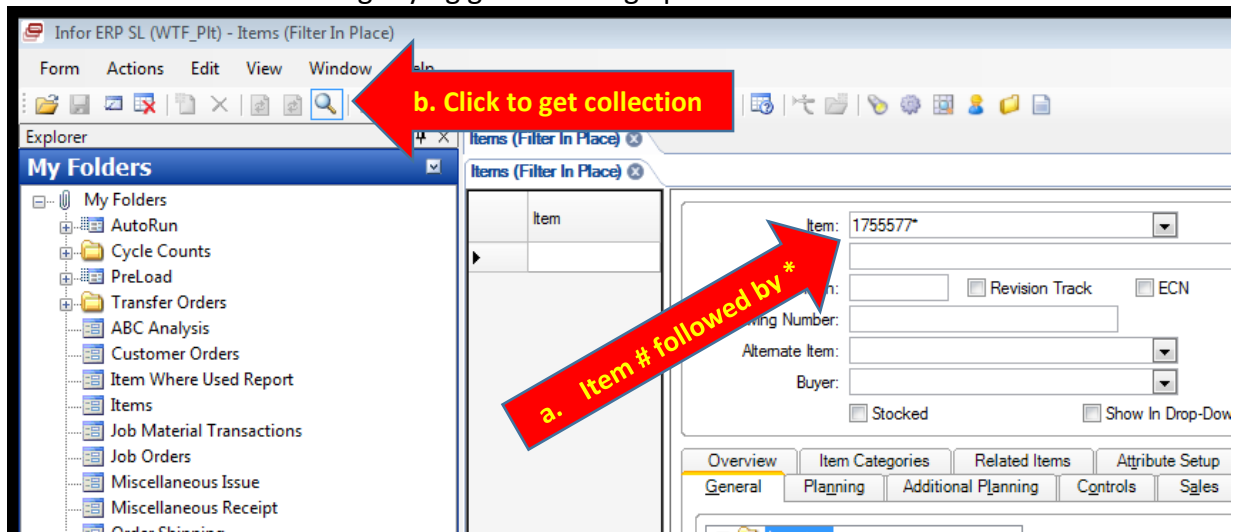 Infor ERP SL (WTF_Plt) - Items (Filter In Place)
Form Actions Edit View Window
b. Click to get collection
Explorer
Items (Filter In Place)
My Folders
Items (Filter In Place)
My Folders
AutoRun
Cycle Counts
PreLoad
Transfer Orders
ABC Analysis
Customer Orders
Item Where Used Report
Items
Job Material Transactions
Job Orders
Miscellaneous Issue
Miscellaneous Receipt
Item
Item: 1755577*
Revision Track ECN
Number:
Alternate Item:
Buyer:
Stocked Show In Drop-Dow
a. Item # followed by *
Overview Item Categories Related Items Attribute Setup
General Planning Additional Planning Controls Sales